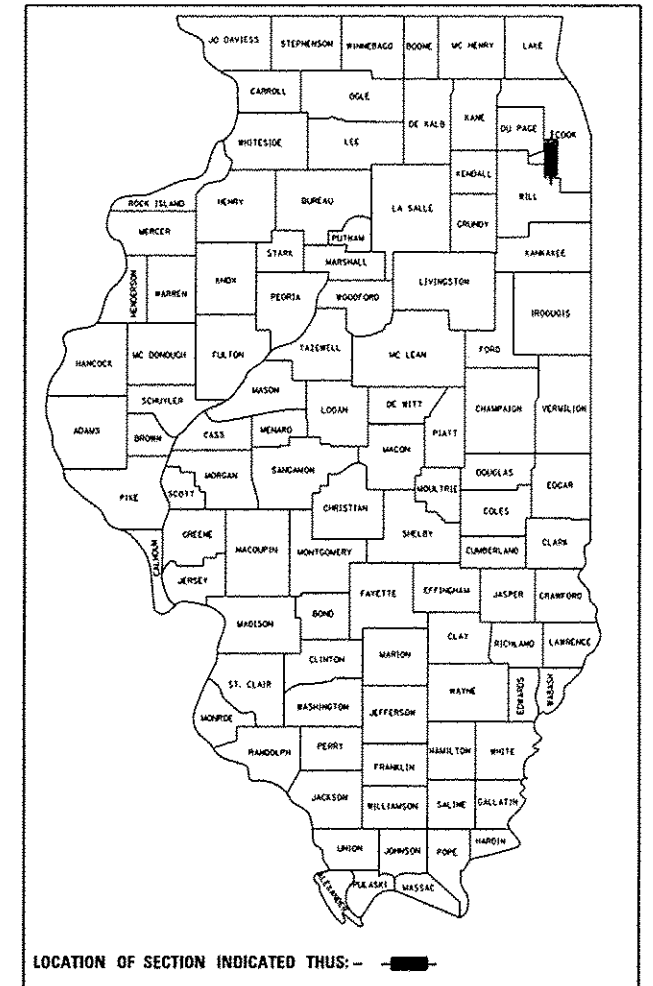 JO DAVIESS STEPHENSON WINNEBAGO BOONE MC HENRY LAKE
CARROLL OGLE
DE KALB KANE DU PAGE COOK
WHITESIDE LEE
KENDALL
ROCK ISLAND HENRY BUREAU LA SALLE WILL
MERCER PUTNAM GRUNDY
STARK MARSHALL KANKAKEE
HENDERSON WARREN KNOX PEORIA LIVINGSTON
WOODFORD IROQUOIS
HANCOCK MC DONOUGH FULTON TAZEWELL MC LEAN FORD
MASON
SCHUYLER LOGAN DE WITT CHAMPAIGN VERMILION
ADAMS BROWN CASS MENARD PIATT
MACON
MORGAN SANGAMON DOUGLAS EDGAR
PIKE SCOTT CHRISTIAN MOULTRIE
COLES
GREENE SHELBY
CALHOUN MACOUPIN MONTGOMERY CUMBERLAND CLARK
JERSEY
FAYETTE EFFINGHAM JASPER CRAWFORD
MADISON BOND
CLAY RICHLAND LAWRENCE
CLINTON MARION
ST. CLAIR WAYNE EDWARDS WABASH
WASHINGTON JEFFERSON
MONROE
RANDOLPH PERRY HAMILTON WHITE
FRANKLIN
JACKSON WILLIAMSON SALINE GALLATIN
UNION JOHNSON POPE HARDIN
ALEXANDER PULASKI MASSAC
LOCATION OF SECTION INDICATED THUS:-